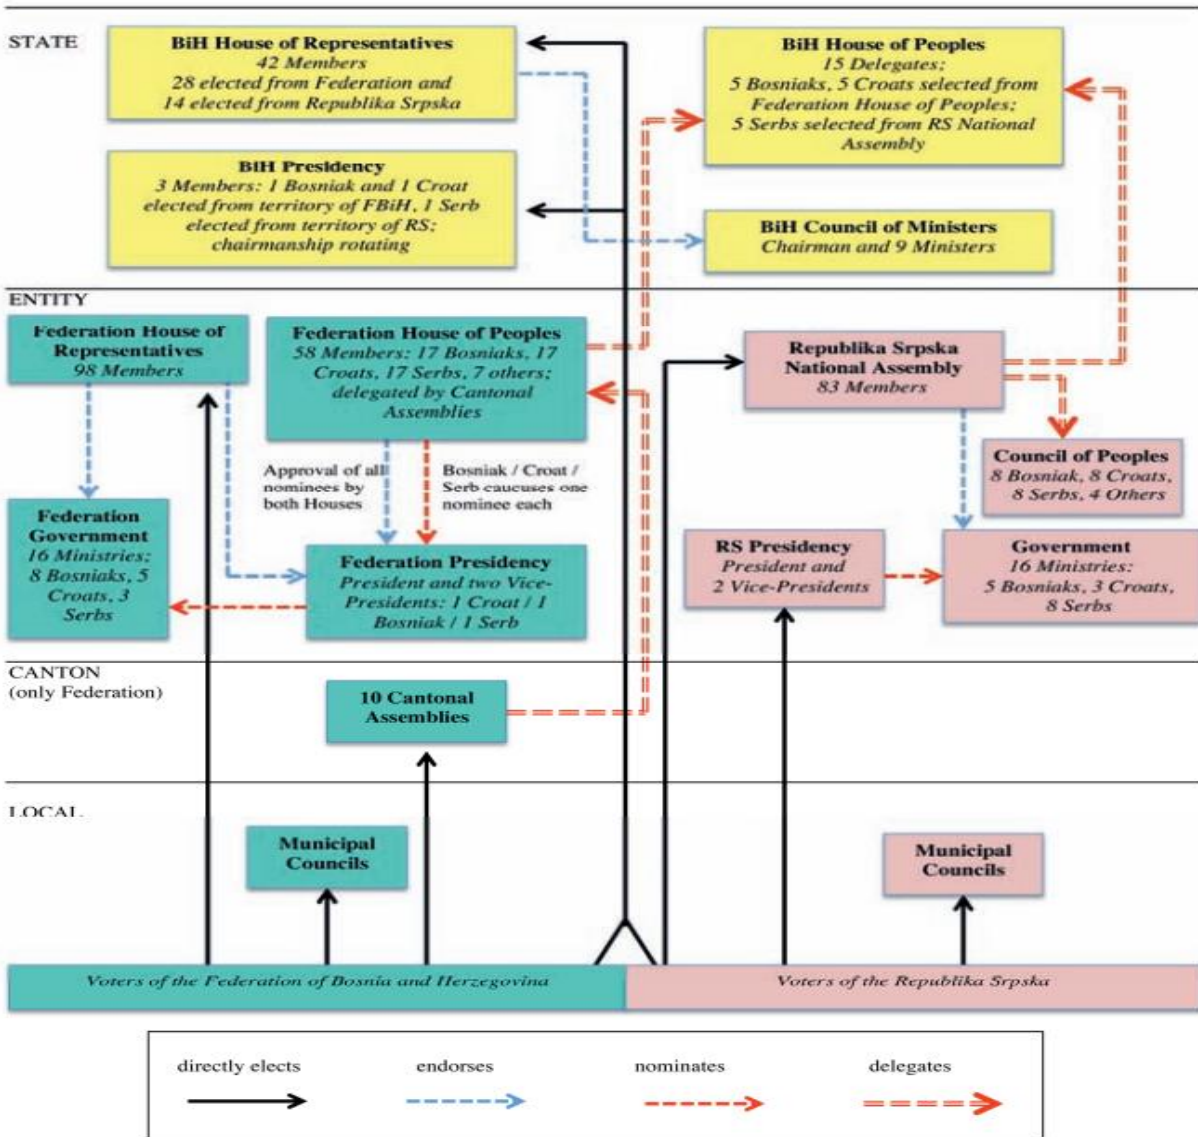 STATE
BiH House of Representatives
42 Members
28 elected from Federation and
14 elected from Republika Srpska
BiH House of Peoples
15 Delegates;
5 Bosniaks, 5 Croats selected from
Federation House of Peoples;
5 Serbs selected from RS National
Assembly
BiH Presidency
3 Members: 1 Bosniak and 1 Croat
elected from territory of FBiH, 1 Serb
elected from territory of RS;
chairmanship rotating
BiH Council of Ministers
Chairman and 9 Ministers
ENTITY
Federation House of
Representatives
98 Members
Federation House of Peoples
58 Members: 17 Bosniaks, 17
Croats, 17 Serbs, 7 others;
delegated by Cantonal
Assemblies
Republika Srpska
National Assembly
83 Members
Approval of all
nominees by
both Houses
Bosniak / Croat /
Serb caucuses one
nominee each
Council of Peoples
8 Bosniak, 8 Croats,
8 Serbs, 4 Others
Federation
Government
16 Ministries;
8 Bosniaks, 5
Croats, 3
Serbs
Federation Presidency
President and two Vice-
Presidents: 1 Croat / 1
Bosniak / 1 Serb
RS Presidency
President and
2 Vice-Presidents
Government
16 Ministries:
5 Bosniaks, 3 Croats,
8 Serbs
CANTON
(only Federation)
10 Cantonal
Assemblies
LOCAL
Municipal
Councils
Municipal
Councils
Voters of the Federation of Bosnia and Herzegovina
Voters of the Republika Srpska
directly elects
endorses
nominates
delegates